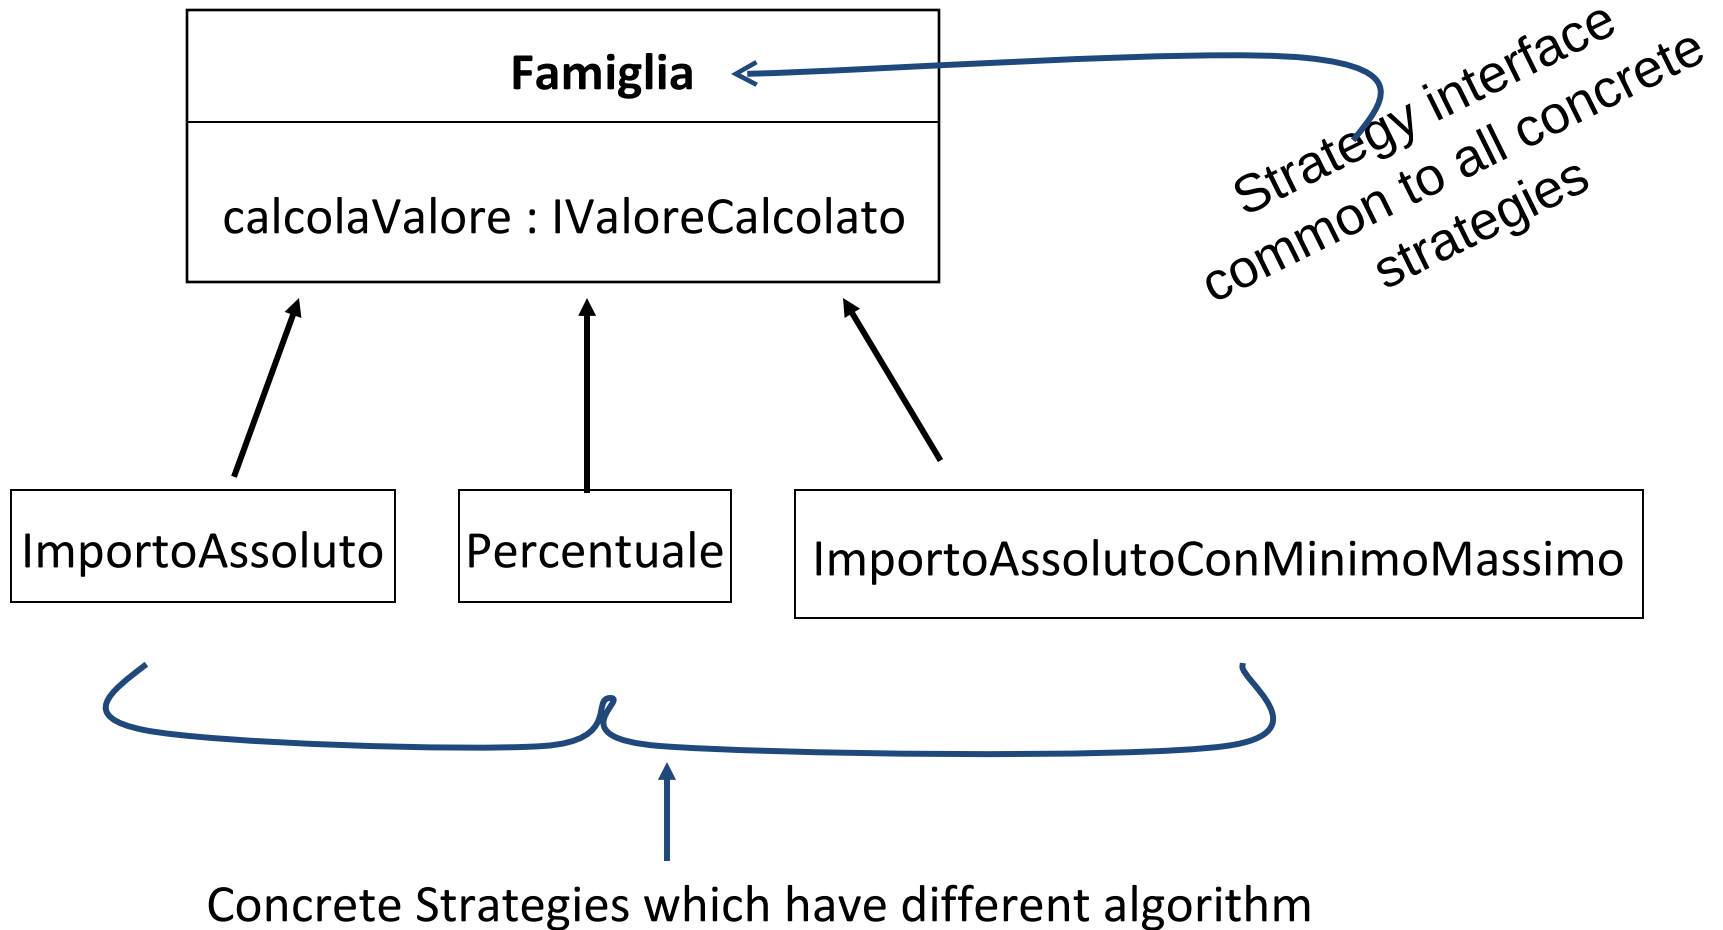 Famiglia
calcolaValore : IValoreCalcolato
Strategy interface
common to all concrete
strategies
ImportoAssoluto
Percentuale
ImportoAssolutoConMinimoMassimo
Concrete Strategies which have different algorithm